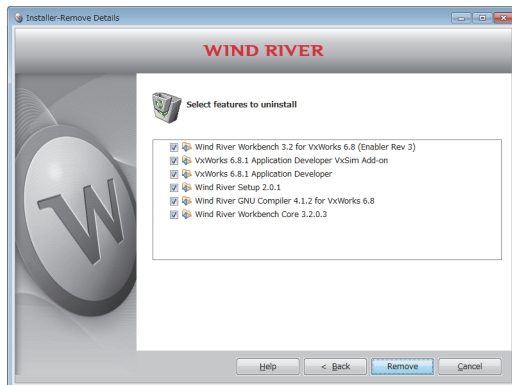 Installer-Remove Details
WIND RIVER
Select features to uninstall
Wind River Workbench 3.2 for VxWorks 6.8 (Enabler Rev 3)
VxWorks 6.8.1 Application Developer VxSim Add-on
VxWorks 6.8.1 Application Developer
Wind River Setup 2.0.1
Wind River GNU Compiler 4.1.2 for VxWorks 6.8
Wind River Workbench Core 3.2.0.3
W
Help
< Back
Remove
Cancel